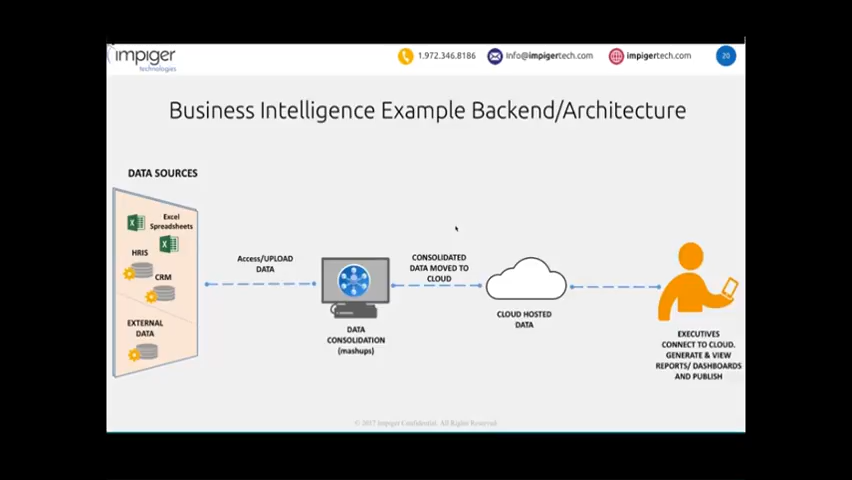 impiger
technologies
1.972.346.8186
Info@impigertech.com
impigertech.com
20
Business Intelligence Example Backend/Architecture
DATA SOURCES
Excel
Spreadsheets
HRIS
CRM
EXTERNAL
DATA
Access/UPLOAD
DATA
DATA
CONSOLIDATION
(mashups)
CONSOLIDATED
DATA MOVED TO
CLOUD
CLOUD HOSTED
DATA
EXECUTIVES
CONNECT TO CLOUD.
GENERATE & VIEW
REPORTS/ DASHBOARDS
AND PUBLISH
© 2017 Impiger Confidential. All Rights Reserved